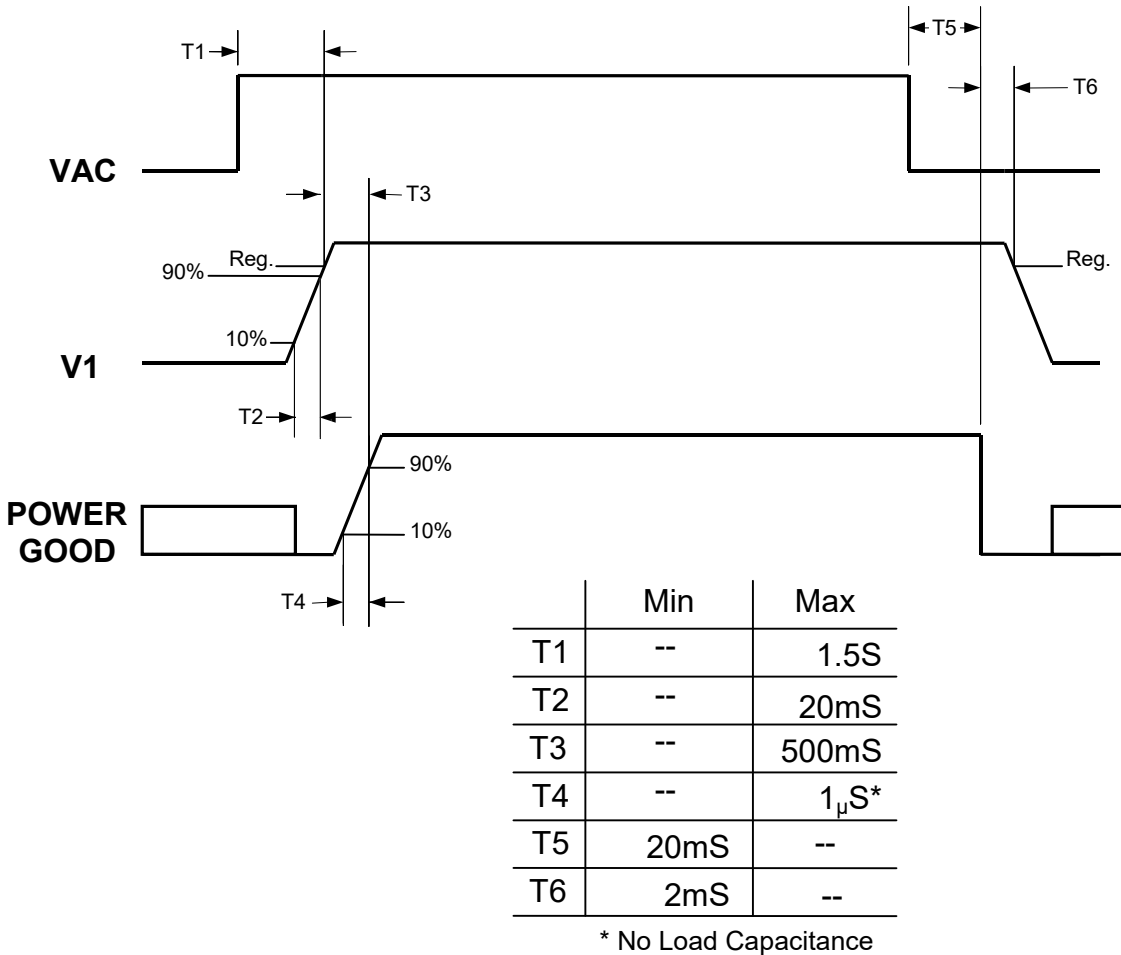 T5
T1
T6
VAC
T3
Reg.
90%
Reg.
10%
V1
T2
90%
POWER
GOOD
10%
T4
Min Max
T1 -- 1.5S
T2 -- 20mS
T3 -- 500mS
T4 -- 1µS*
T5 20mS --
T6 2mS --
* No Load Capacitance